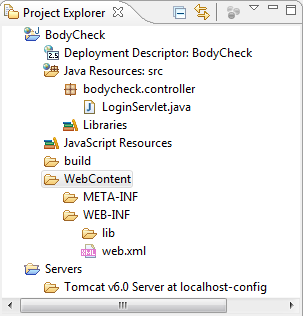 Project Explorer
BodyCheck
Deployment Descriptor: BodyCheck
Java Resources: src
bodycheck.controller
LoginServlet.java
Libraries
JavaScript Resources
build
WebContent
META-INF
WEB-INF
lib
web.xml
Servers
Tomcat v6.0 Server at localhost-config